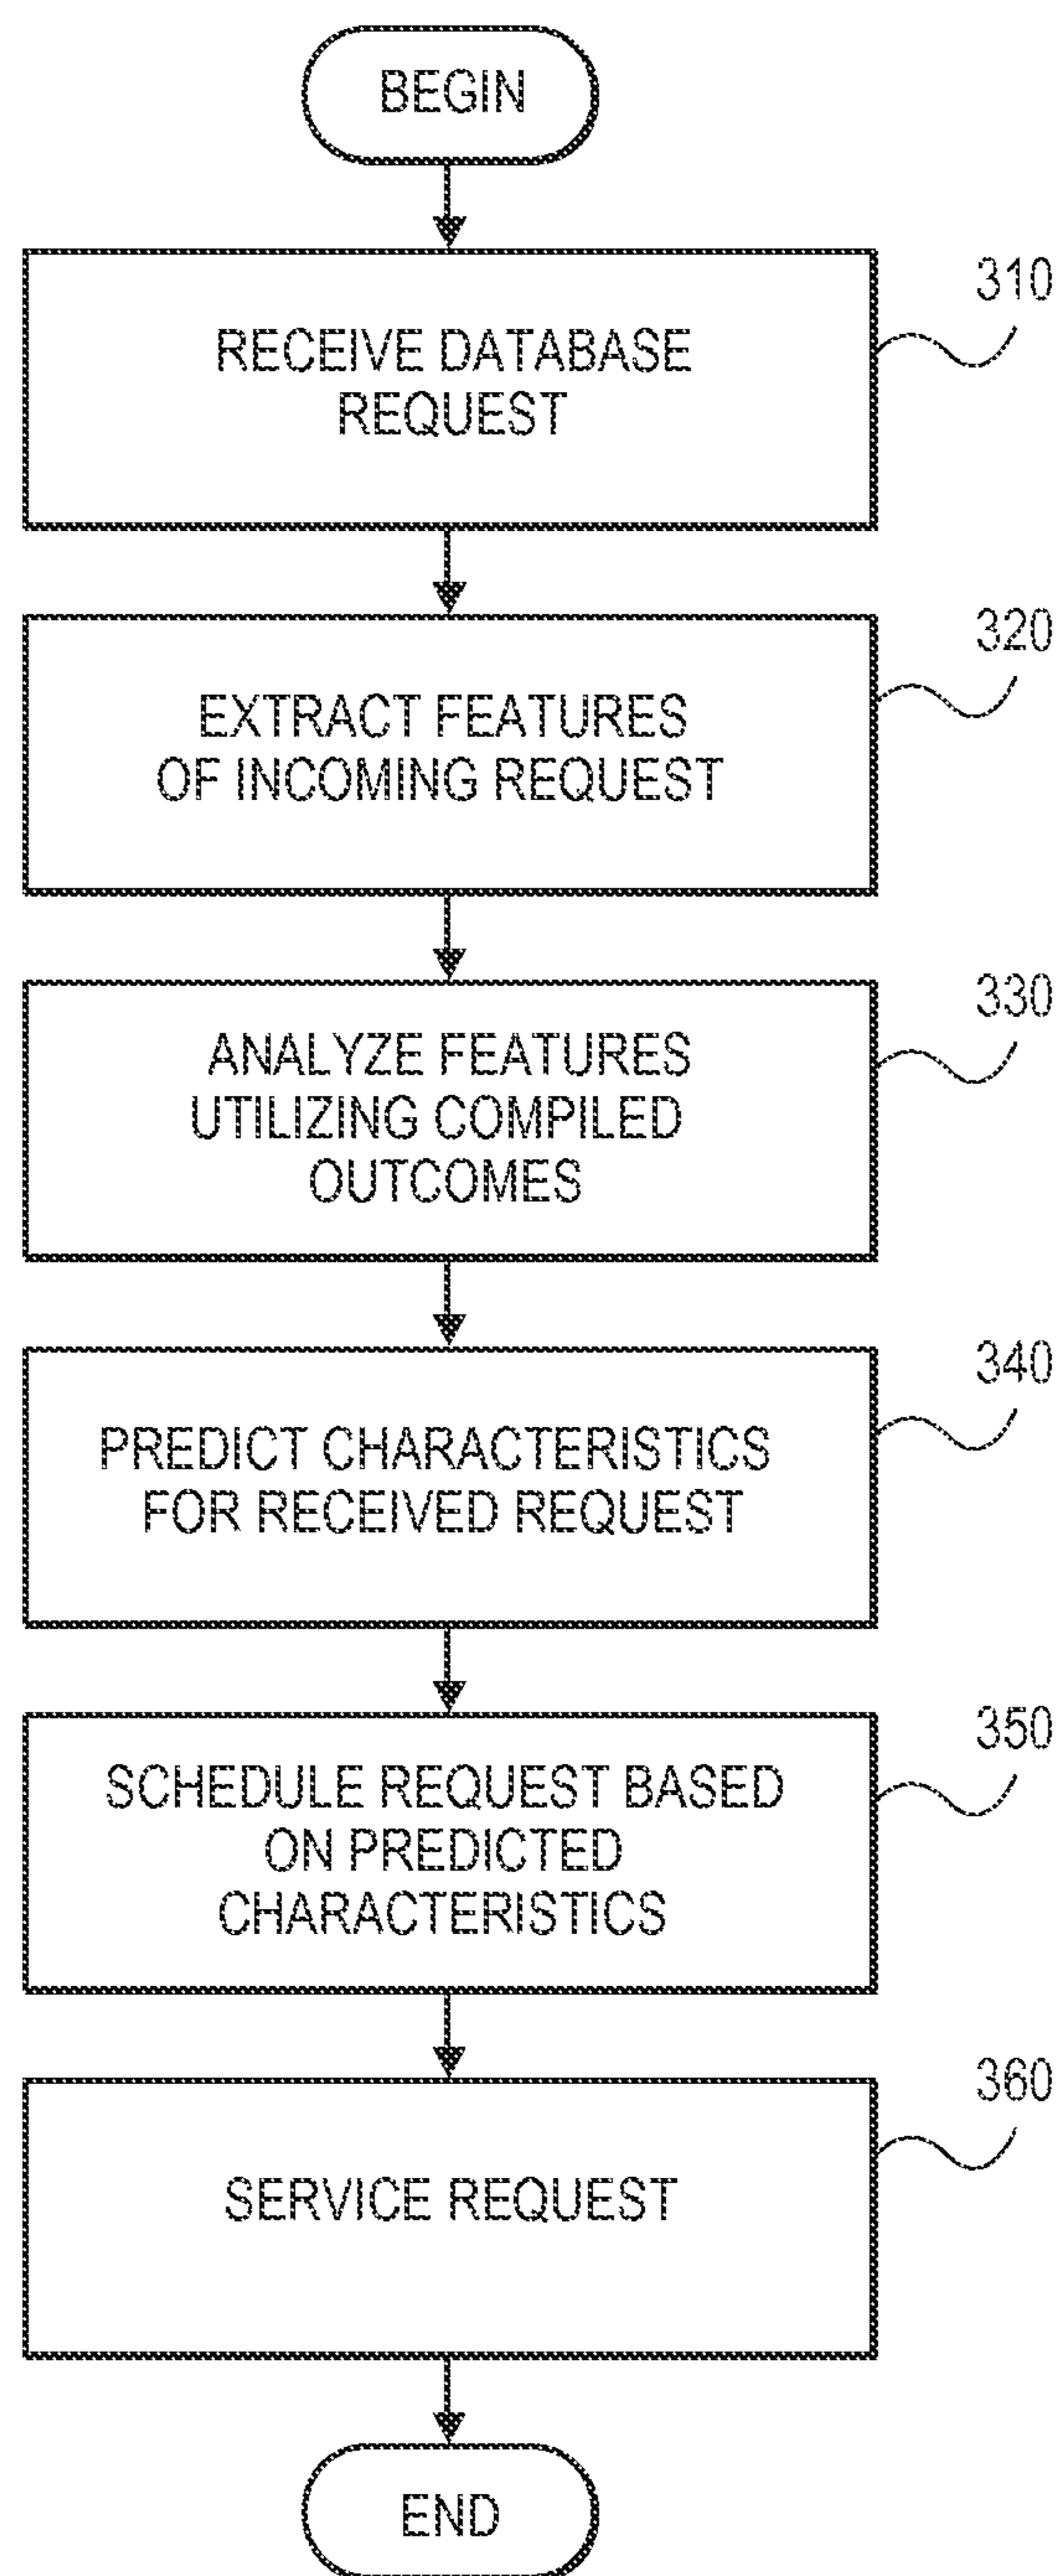 BEGIN
310
RECEIVE DATABASE
REQUEST
320
EXTRACT FEATURES
OF INCOMING REQUEST
330
ANALYZE FEATURES
UTILIZING COMPILED
OUTCOMES
340
PREDICT CHARACTERISTICS
FOR RECEIVED REQUEST
350
SCHEDULE REQUEST BASED
ON PREDICTED
CHARACTERISTICS
360
SERVICE REQUEST
END